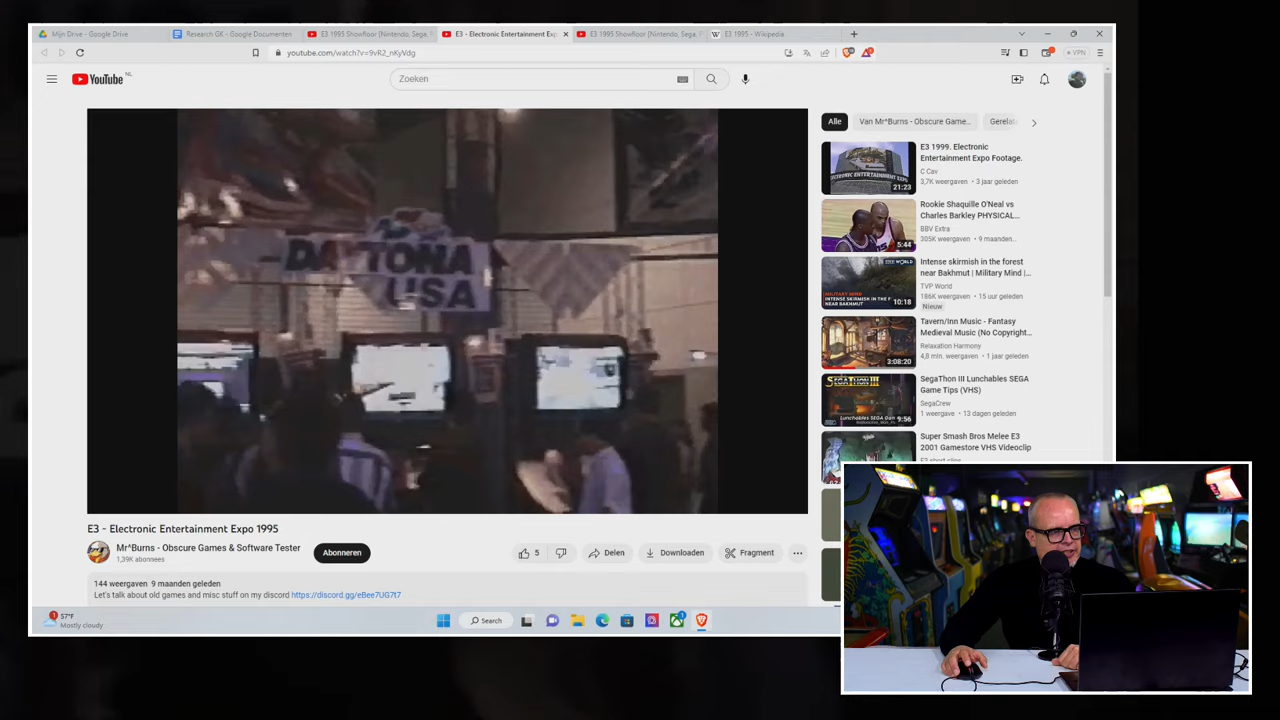 Mijn Drive - Google Drive
Research GK - Google Documenten
E3 1995 Showfloor [Nintendo, Sega,
E3 - Electronic Entertainment Exp
E3 1995 Showfloor [Nintendo, Sega,
E3 1995 - Wikipedia
youtube.com/watch?v=9vR2_nKyVdg
VPN
YouTube NL
Zoeken
Alle
Van Mr^Burns - Obscure Game...
Gerelate
DAYTONA
USA
E3 1999. Electronic
Entertainment Expo Footage.
C Cav
3,7K weergaven • 3 jaar geleden
21:23
Rookie Shaquille O'Neal vs
Charles Barkley PHYSICAL...
BBV Extra
305K weergaven • 9 maanden..
5:44
Intense skirmish in the forest
near Bakhmut | Military Mind |...
TVP World
186K weergaven • 15 uur geleden
Nieuw
10:18
Tavern/Inn Music - Fantasy
Medieval Music (No Copyright...
Relaxation Harmony
4,8 mln. weergaven • 1 jaar geleden
3:08:20
SegaThon III Lunchables SEGA
Game Tips (VHS)
SegaCrew
1 weergave • 13 dagen geleden
9:56
Super Smash Bros Melee E3
2001 Gamestore VHS Videoclip
E3 - Electronic Entertainment Expo 1995
Mr^Burns - Obscure Games & Software Tester
1,39K abonnees
Abonneren
5
Delen
Downloaden
Fragment
144 weergaven 9 maanden geleden
Let's talk about old games and misc stuff on my discord https://discord.gg/eBee7UG7t7
57°F
Mostly cloudy
Search